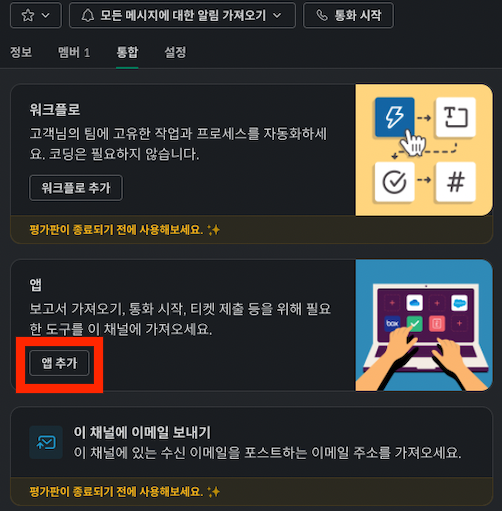 모든 메시지에 대한 알림 가져오기
통화 시작
정보
멤버 1
통합
설정
워크플로
고객님의 팀에 고유한 작업과 프로세스를 자동화하세
요. 코딩은 필요하지 않습니다.
워크플로 추가
평가판이 종료되기 전에 사용해보세요.
앱
보고서 가져오기, 통화 시작, 티켓 제출 등을 위해 필요
한 도구를 이 채널에 가져오세요.
box
앱 추가
이 채널에 이메일 보내기
이 채널에 있는 수신 이메일을 포스트하는 이메일 주소를 가져오세요.
평가판이 종료되기 전에 사용해보세요.